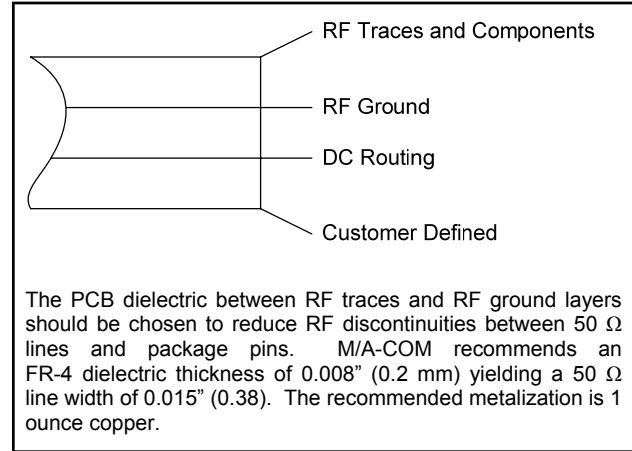 RF Traces and Components
RF Ground
DC Routing
Customer Defined
The PCB dielectric between RF traces and RF ground layers
should be chosen to reduce RF discontinuities between 50 Ω
lines and package pins. M/A-COM recommends an
FR-4 dielectric thickness of 0.008” (0.2 mm) yielding a 50 Ω
line width of 0.015” (0.38). The recommended metalization is 1
ounce copper.